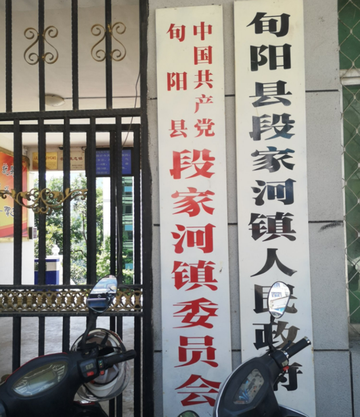 中国共产党
旬阳县
段家河镇委员会
旬阳县段家河镇人民政府